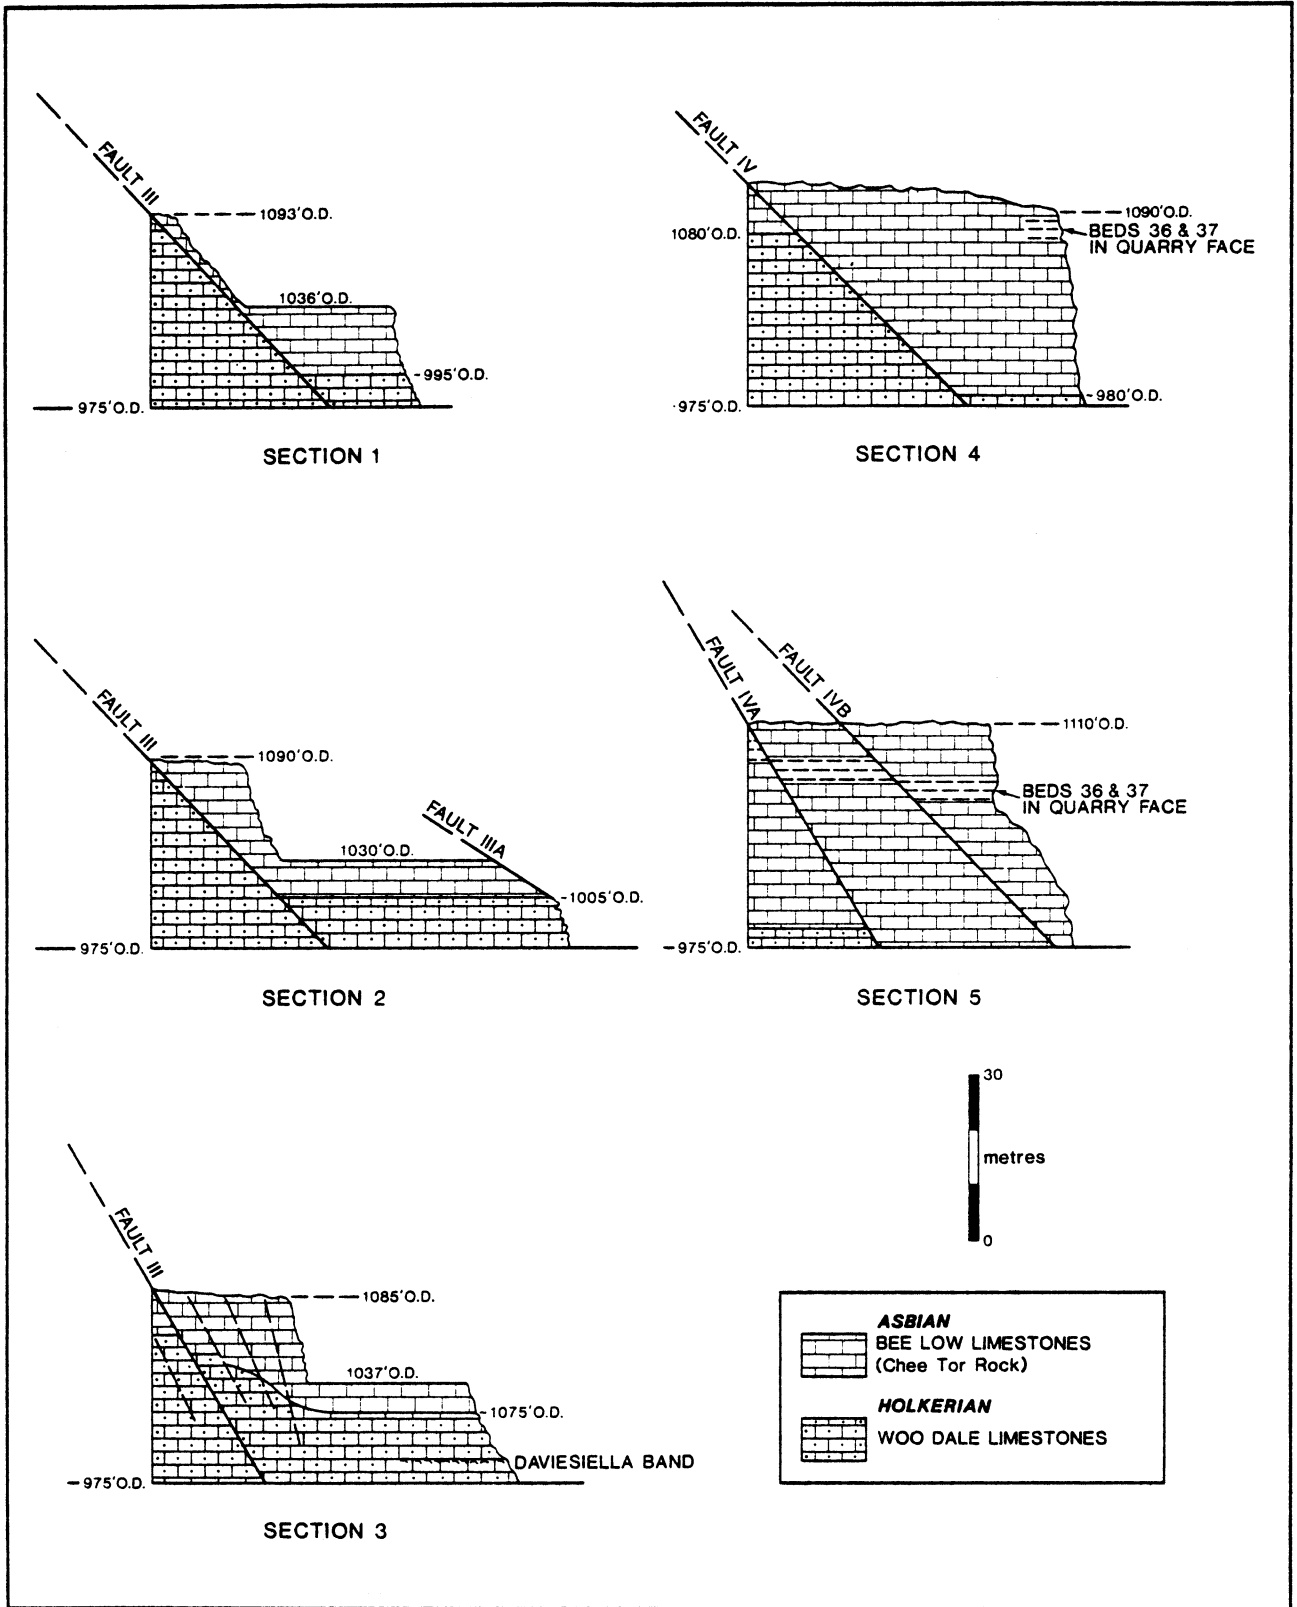 FAULT III
1093'O.D.
1036'O.D.
995'O.D.
975'O.D.
SECTION 1
FAULT IV
1090'O.D.
BEDS 36 & 37
IN QUARRY FACE
1080'O.D.
980'O.D.
975'O.D.
SECTION 4
FAULT III
1090'O.D.
FAULT IIIA
1030'O.D.
1005'O.D.
975'O.D.
SECTION 2
FAULT IVA
FAULT IVB
1110'O.D.
BEDS 36 & 37
IN QUARRY FACE
975'O.D.
SECTION 5
FAULT III
1085'O.D.
1037'O.D.
1075'O.D.
DAVIESIELLA BAND
975'O.D.
SECTION 3
30
metres
0
ASBIAN
BEE LOW LIMESTONES
(Chee Tor Rock)
HOLKERIAN
WOO DALE LIMESTONES